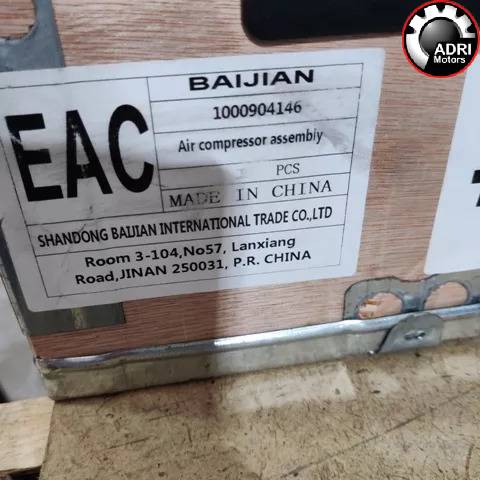 ADRI
Motors
EAC
BAIJIAN
1000904146
Air compressor assembiy
PCS
MADE IN CHINA
SHANDONG BAIJIAN INTERNATIONAL TRADE CO.,LTD
Room 3-104,No57, Lanxiang
Road,JINAN 250031, P.R. CHINA